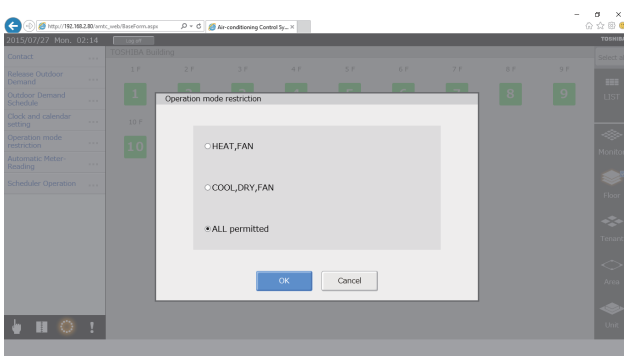 http://192.168.2.80/amtc_web/BaseForm.aspx
Air-conditioning Control Sy...
2015/07/27 Mon. 02:14
Log off
TOSHIBA
Contact ...
TOSHIBA Building
Release Outdoor
Demand ...
Outdoor Demand
Schedule ...
Clock and calendar
setting ...
Operation mode
restriction ...
Automatic Meter-
Reading ...
Scheduler Operation ...
1 F 2 F 3 F 4 F 5 F 6 F 7 F 8 F 9 F
1 8 9
10 F
10
Operation mode restriction
HEAT,FAN
COOL,DRY,FAN
ALL permitted
OK Cancel
LIST
Monitor
Floor
Tenant
Area
Unit